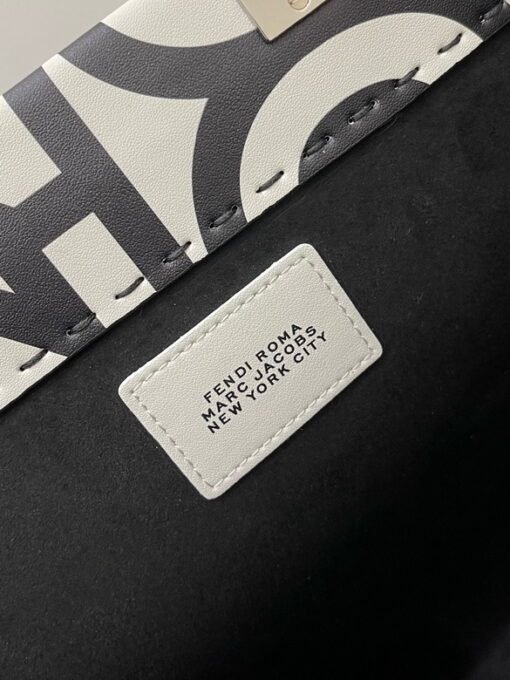 FENDI ROMA
MARC JACOBS
NEW YORK CITY